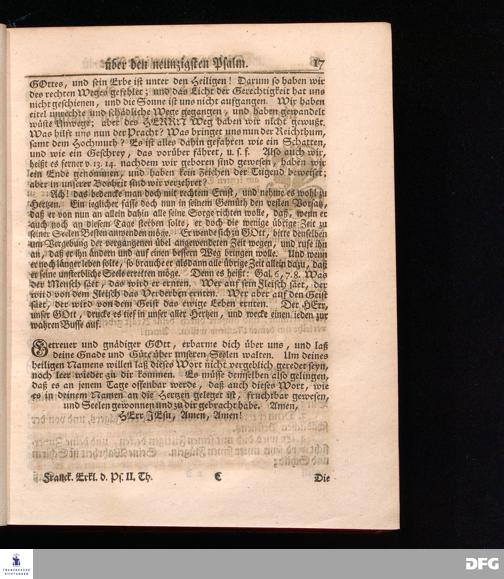 über den neunzigsten Psalm. 17
GOttes, und sein Erbe ist unter den Heiligen! Darum so haben wir
des rechten Weges gefehlet; und das Licht der Gerechtigkeit hat uns
nicht geschienen, und die Sonne ist uns nicht aufgangen. Wir haben
eitel unrechte und schädliche Wege gegangen, und haben gewandelt
wüste Umwege; aber des HERRN Weg haben wir nicht gewußt.
Was hilft uns nun der Pracht? Was bringet uns nun der Reichthum,
samt dem Hochmuth? Es ist alles dahin gefahren wie ein Schatten,
und wie ein Geschrey, das vorüber fähret, u. s. f. Also auch wir,
heißt es ferner v. 13. 14. nachdem wir geboren sind gewesen, haben wir
ein Ende genommen, und haben kein Zeichen der Tugend beweiset;
aber in unserer Bosheit sind wir verzehret?
Ach! das bedencke man doch mit rechtem Ernst, und nehme es wohl zu
Hertzen. Ein ieglicher fasse doch nun in seinem Gemüth den vesten Vorsatz,
daß er von nun an allein dahin alle seine Sorge richten wolle, daß, wenn er
auch noch an diesem Tage sterben solte, er doch die wenige übrige Zeit zu
seiner Seelen Besten anwenden möge. Er wende sich zu GOtt, bitte denselben
um Vergebung der vergangenen übel angewendeten Zeit wegen, und rufe ihn
an, daß er ihn ändern und auf einen bessern Weg bringen wolle. Und wenn
er noch länger leben solte, so brauche er alsdann alle übrige Zeit allein dazu, daß
er seine unsterbliche Seele erretten möge. Denn es heißt: Gal. 6, 7. 8. Was
der Mensch säet, das wird er ernten. Wer auf sein Fleisch säet, der
wird von dem Fleisch das Verderben ernten. Wer aber auf den Geist
säet, der wird von dem Geist das ewige Leben ernten. Der HErr,
unser GOtt, drucke es tief in unser aller Hertzen, und wecke einen ieden zur
wahren Busse auf.
Getreuer und gnädiger GOtt, erbarme dich über uns, und laß
deine Gnade und Güte über unseren Seelen walten. Um deines
heiligen Namens willen laß dieses Wort nicht vergeblich geredet seyn,
noch leer wieder zu dir kommen. Es müsse demselben also gelingen,
daß es an jenem Tage offenbar werde, daß auch dieses Wort, wie
es in deinem Namen an die Hertzen geleget ist, fruchtbar gewesen,
und Seelen gewonnen und zu dir gebracht habe. Amen,
HErr JEsu, Amen, Amen!
Franck. Erkl. d. Ps. II. Th. C Die
FRANCKESCHE
STIFTUNGEN
DFG